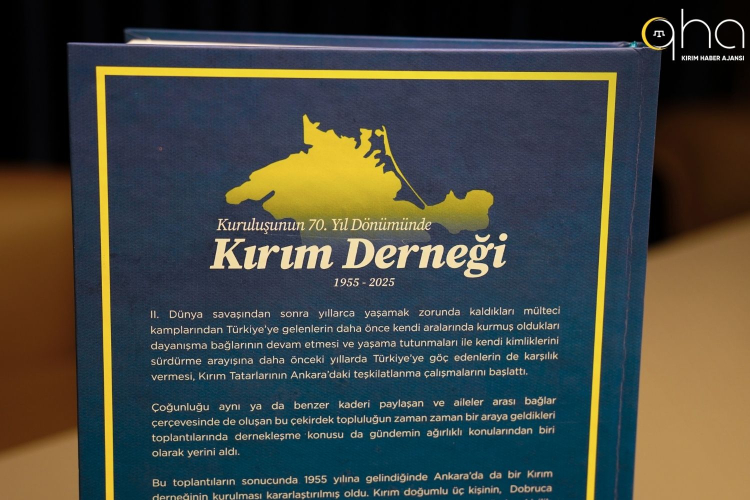 qha
KIRIM HABER AJANSI
Kuruluşunun 70. Yıl Dönümünde
Kırım Derneği
1955 - 2025
II. Dünya savaşından sonra yıllarca yaşamak zorunda kaldıkları mülteci
kamplarından Türkiye'ye gelenlerin daha önce kendi aralarında kurmuş oldukları
dayanışma bağlarının devam etmesi ve yaşama tutunmaları ile kendi kimliklerini
sürdürme arayışına daha önceki yıllarda Türkiye'ye göç edenlerin de karşılık
vermesi, Kırım Tatarlarının Ankara'daki teşkilatlanma çalışmalarını başlattı.
Çoğunluğu aynı ya da benzer kaderi paylaşan ve aileler arası bağlar
çerçevesinde de oluşan bu çekirdek topluluğun zaman zaman bir araya geldikleri
toplantılarında dernekleşme konusu da gündemin ağırlıklı konularından biri
olarak yerini aldı.
Bu toplantıların sonucunda 1955 yılına gelindiğinde Ankara'da da bir Kırım
derneğinin kurulması kararlaştırılmış oldu. Kırım doğumlu üç kişinin, Dobruca